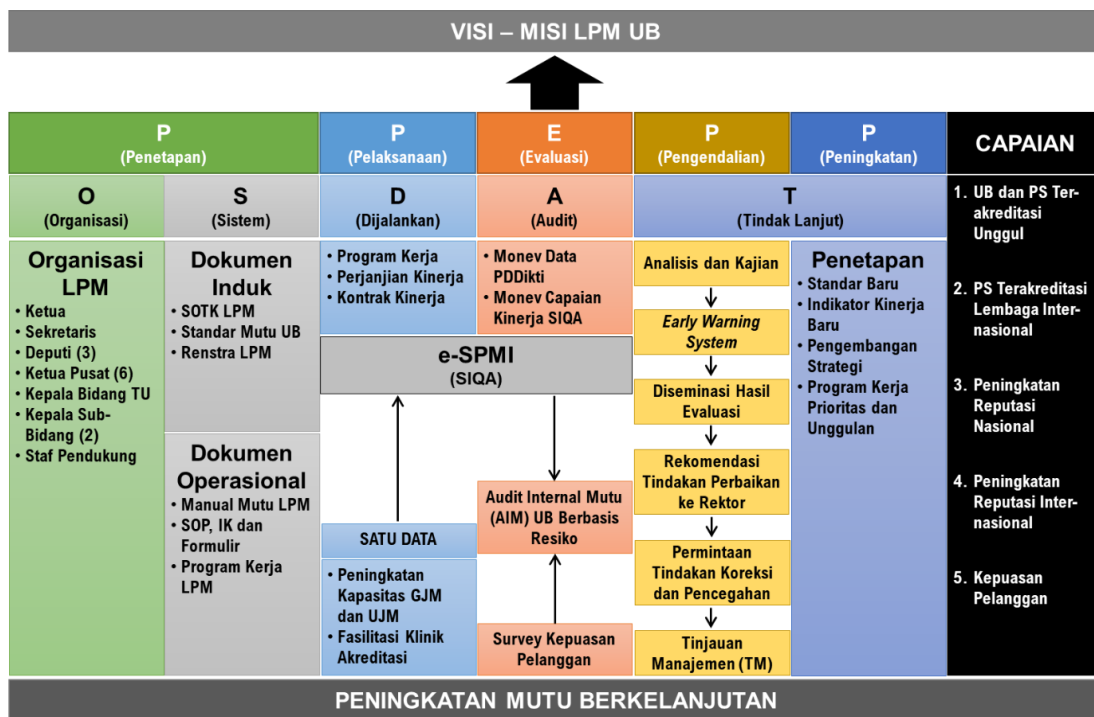 VISI – MISI LPM UB
P
(Penetapan)
P
(Pelaksanaan)
E
(Evaluasi)
P
(Pengendalian)
P
(Peningkatan)
CAPAIAN
O
(Organisasi)
S
(Sistem)
D
(Dijalankan)
A
(Audit)
T
(Tindak Lanjut)
Organisasi
LPM
• Ketua
• Sekretaris
• Deputi (3)
• Ketua Pusat (6)
• Kepala Bidang TU
• Kepala Sub-
Bidang (2)
• Staf Pendukung
Dokumen
Induk
• SOTK LPM
• Standar Mutu UB
• Renstra LPM
Dokumen
Operasional
• Manual Mutu LPM
• SOP, IK dan
Formulir
• Program Kerja
LPM
• Program Kerja
• Perjanjian Kinerja
• Kontrak Kinerja
• Monev Data
PDDikti
• Monev Capaian
Kinerja SIQA
e-SPMI
(SIQA)
SATU DATA
• Peningkatan
Kapasitas GJM
dan UJM
• Fasilitasi Klinik
Akreditasi
Audit Internal Mutu
(AIM) UB Berbasis
Resiko
Survey Kepuasan
Pelanggan
Analisis dan Kajian
Early Warning
System
Diseminasi Hasil
Evaluasi
Rekomendasi
Tindakan Perbaikan
ke Rektor
Permintaan
Tindakan Koreksi
dan Pencegahan
Tinjauan
Manajemen (TM)
Penetapan
• Standar Baru
• Indikator Kinerja
Baru
• Pengembangan
Strategi
• Program Kerja
Prioritas dan
Unggulan
1. UB dan PS Ter-
akreditasi
Unggul
2. PS Terakreditasi
Lembaga Inter-
nasional
3. Peningkatan
Reputasi
Nasional
4. Peningkatan
Reputasi Inter-
nasional
5. Kepuasan
Pelanggan
PENINGKATAN MUTU BERKELANJUTAN